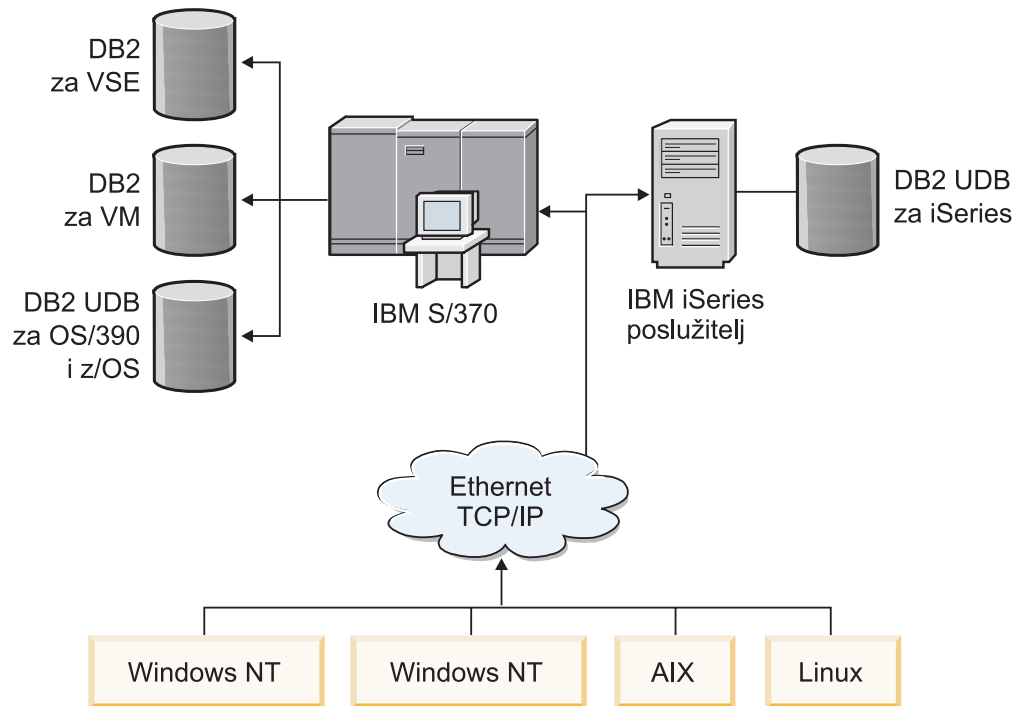 DB2
za VSE
DB2
za VM
DB2 UDB
za OS/390
i z/OS
IBM S/370
IBM iSeries
poslužitelj
DB2 UDB
za iSeries
Ethernet
TCP/IP
Windows NT
Windows NT
AIX
Linux